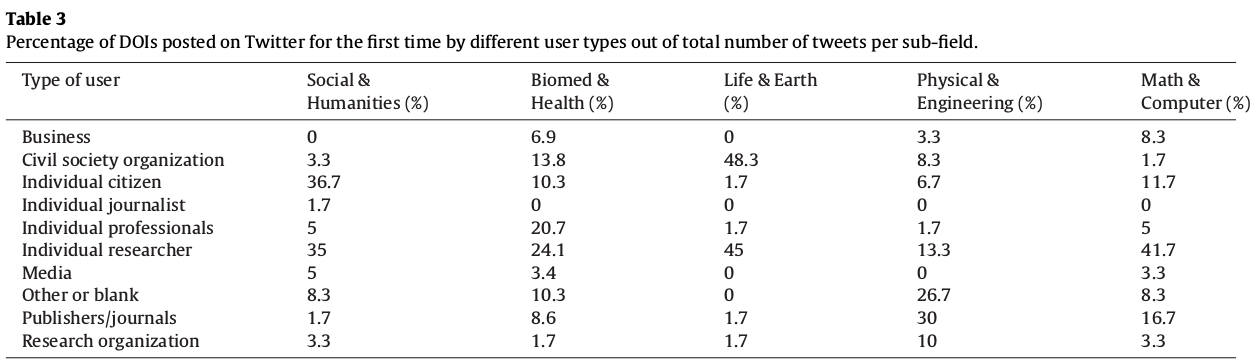 Table 3
Percentage of DOIs posted on Twitter for the first time by different user types out of total number of tweets per sub-field.
Type of user Social & Biomed & Life & Earth Physical & Math &
Humanities (%) Health (%) (%) Engineering (%) Computer (%)
Business 0 6.9 0 3.3 8.3
Civil society organization 3.3 13.8 48.3 8.3 1.7
Individual citizen 36.7 10.3 1.7 6.7 11.7
Individual journalist 1.7 0 0 0 0
Individual professionals 5 20.7 1.7 1.7 5
Individual researcher 35 24.1 45 13.3 41.7
Media 5 3.4 0 0 3.3
Other or blank 8.3 10.3 0 26.7 8.3
Publishers/journals 1.7 8.6 1.7 30 16.7
Research organization 3.3 1.7 1.7 10 3.3